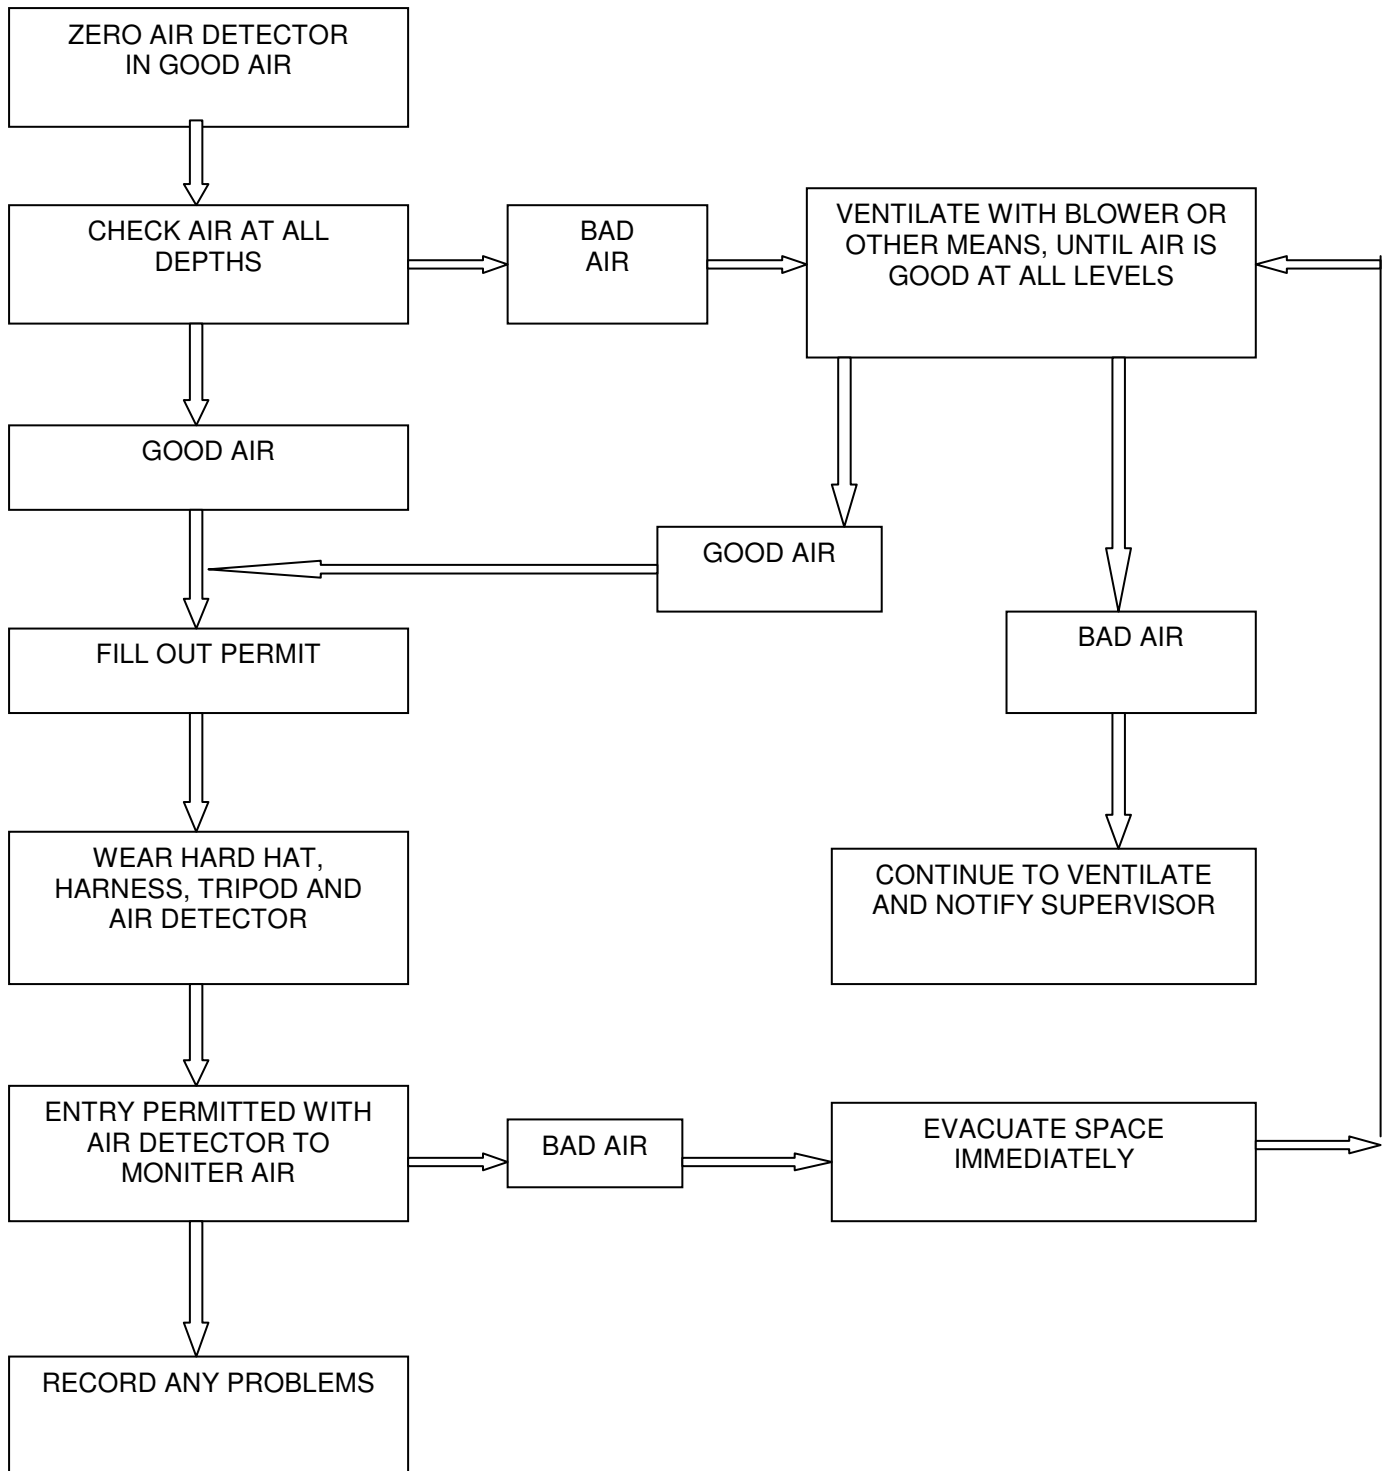 ZERO AIR DETECTOR
IN GOOD AIR
CHECK AIR AT ALL
DEPTHS
BAD
AIR
VENTILATE WITH BLOWER OR
OTHER MEANS, UNTIL AIR IS
GOOD AT ALL LEVELS
GOOD AIR
GOOD AIR
BAD AIR
FILL OUT PERMIT
WEAR HARD HAT,
HARNESS, TRIPOD AND
AIR DETECTOR
CONTINUE TO VENTILATE
AND NOTIFY SUPERVISOR
ENTRY PERMITTED WITH
AIR DETECTOR TO
MONITER AIR
BAD AIR
EVACUATE SPACE
IMMEDIATELY
RECORD ANY PROBLEMS